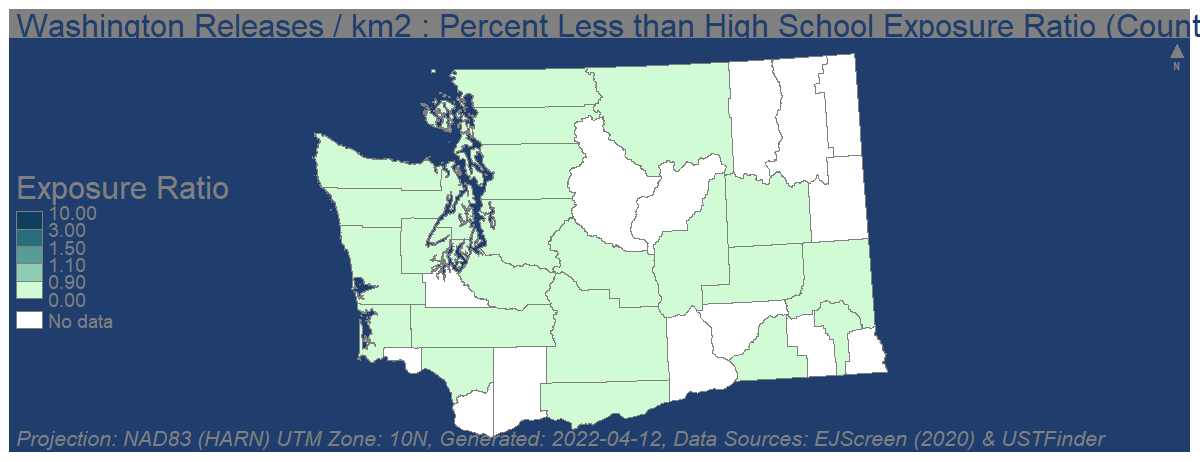 Washington Releases / km2 : Percent Less than High School Exposure Ratio (Count
N
Exposure Ratio
10.00
3.00
1.50
1.10
0.90
0.00
No data
Projection: NAD83 (HARN) UTM Zone: 10N, Generated: 2022-04-12, Data Sources: EJScreen (2020) & USTFinder